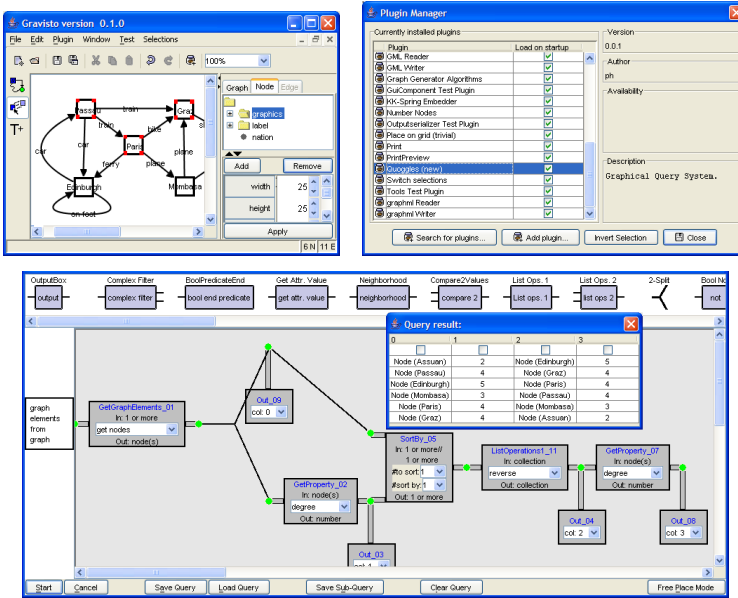 Gravisto version 0.1.0
File Edit Plugin Window Test Selections
100%
Graph Node Edge
graphics
label
nation
Passau train Graz
train bike
Paris
car car plane
ferry plane
Edinburgh Mombasa
on foot
Add Remove
width 25
height 25
Apply
6 N 11 E
Plugin Manager
Currently installed plugins
Plugin Load on startup
GML Reader
GML Writer
Graph Generator Algorithms
GuiComponent Test Plugin
KK-Spring Embedder
Number Nodes
Outputserializer Test Plugin
Place on grid (trivial)
Print
PrintPreview
Quoggles (new)
Switch selections
Tools Test Plugin
graphml Reader
graphml Writer
Version
0.0.1
Author
ph
Availability
Description
Graphical Query System.
Search for plugins... Add plugin... Invert Selection Close
OutputBox Complex Filter BoolPredicateEnd Get Attr. Value Neighborhood Compare2Values List Ops. 1 List Ops. 2 2-Split Bool No
output complex filter bool end predicate get attr. value neighborhood compare 2 List ops. 1 list ops 2 not
Query result:
0 1 2 3
Node (Assuan) 2 Node (Edinburgh) 5
Node (Passau) 4 Node (Graz) 4
Node (Edinburgh) 5 Node (Paris) 4
Node (Mombasa) 3 Node (Passau) 4
Node (Paris) 4 Node (Mombasa) 3
Node (Graz) 4 Node (Assuan) 2
graph
elements
from
graph
GetGraphElements_01
In: 1 or more
get nodes
Out: node(s)
Out_09
col: 0
GetProperty_02
In: node(s)
degree
Out: number
Out_03
SortBy_05
In: 1 or more//
1 or more
#to sort: 1
#sort by: 1
Out: 1 or more
ListOperations1_11
In: collection
reverse
Out: collection
Out_04
col: 2
GetProperty_07
In: node(s)
degree
Out: number
Out_08
col: 3
Start Cancel Save Query Load Query Save Sub-Query Clear Query Free Place Mode